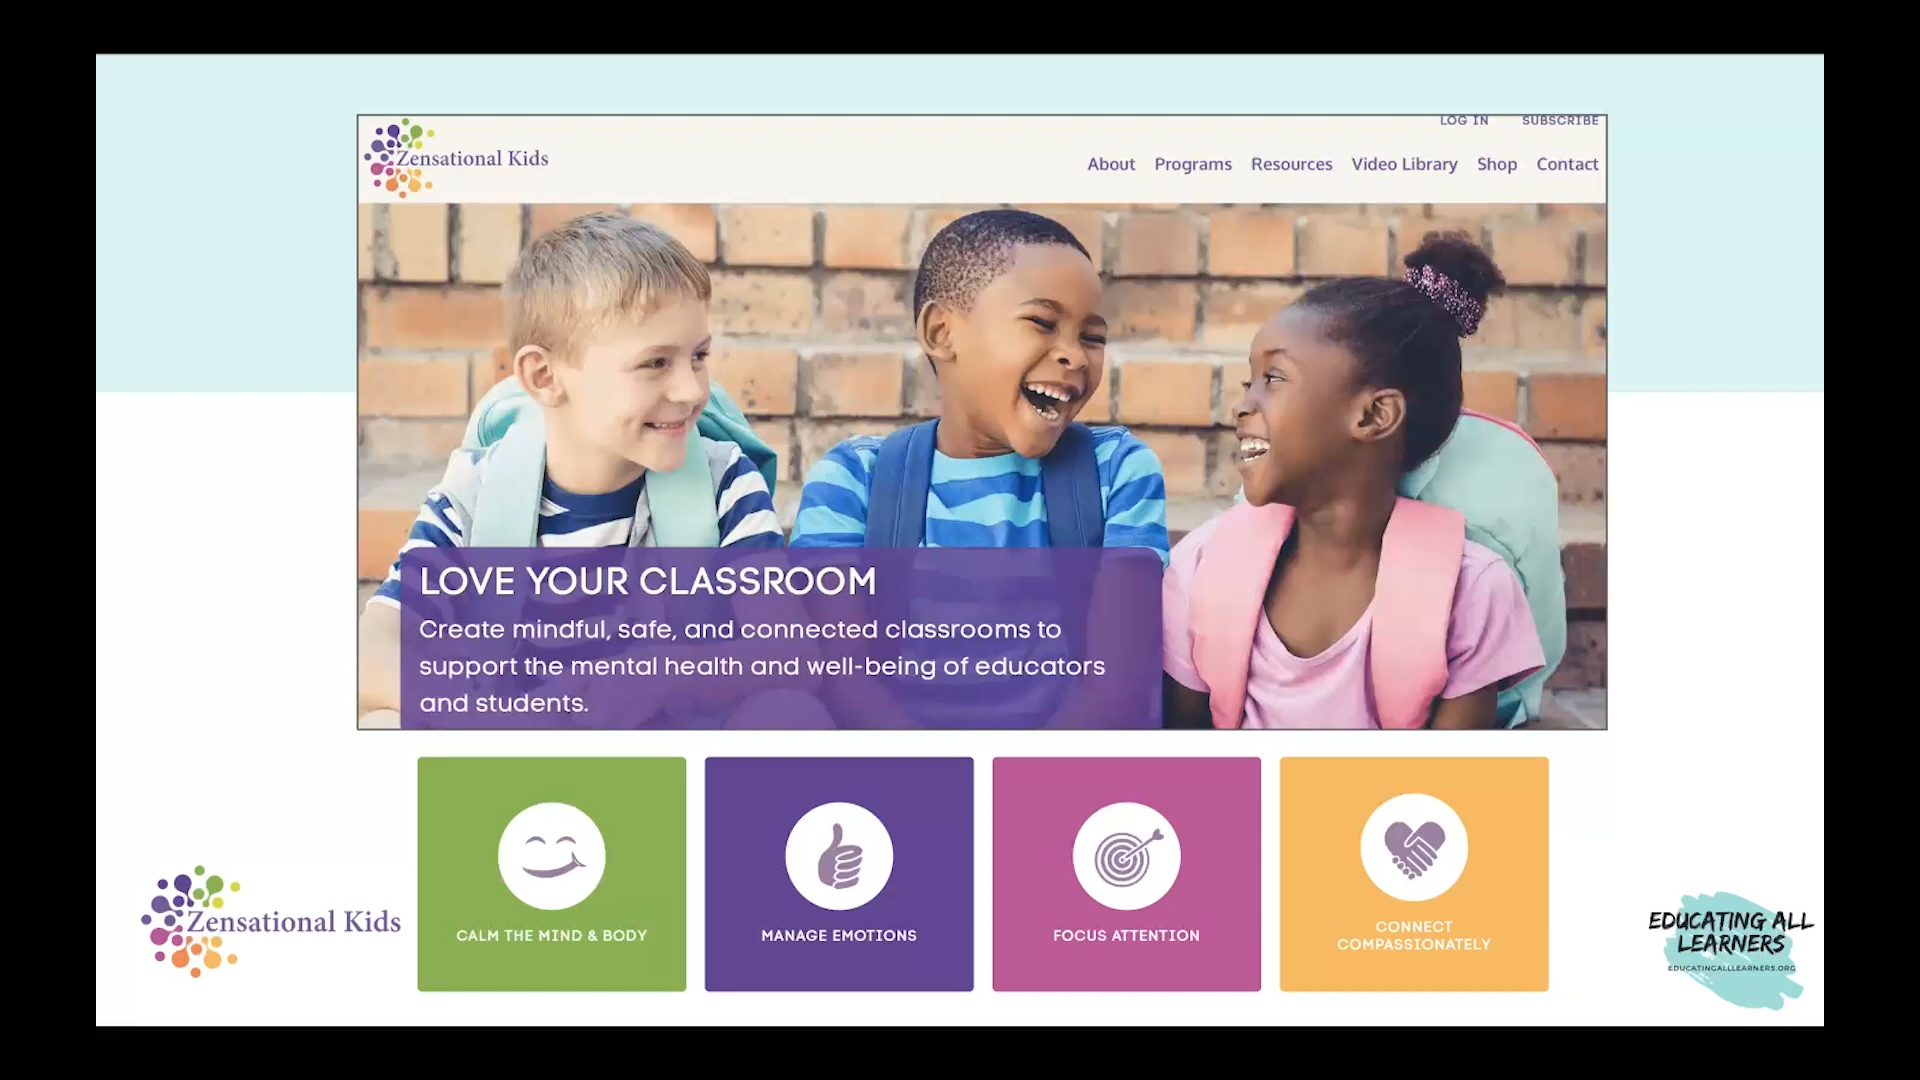 LOG IN SUBSCRIBE
Zensational Kids
About Programs Resources Video Library Shop Contact
LOVE YOUR CLASSROOM
Create mindful, safe, and connected classrooms to
support the mental health and well-being of educators
and students.
CALM THE MIND & BODY
MANAGE EMOTIONS
FOCUS ATTENTION
CONNECT
COMPASSIONATELY
Zensational Kids
EDUCATING ALL
LEARNERS
EDUCATINGALLLEARNERS.ORG